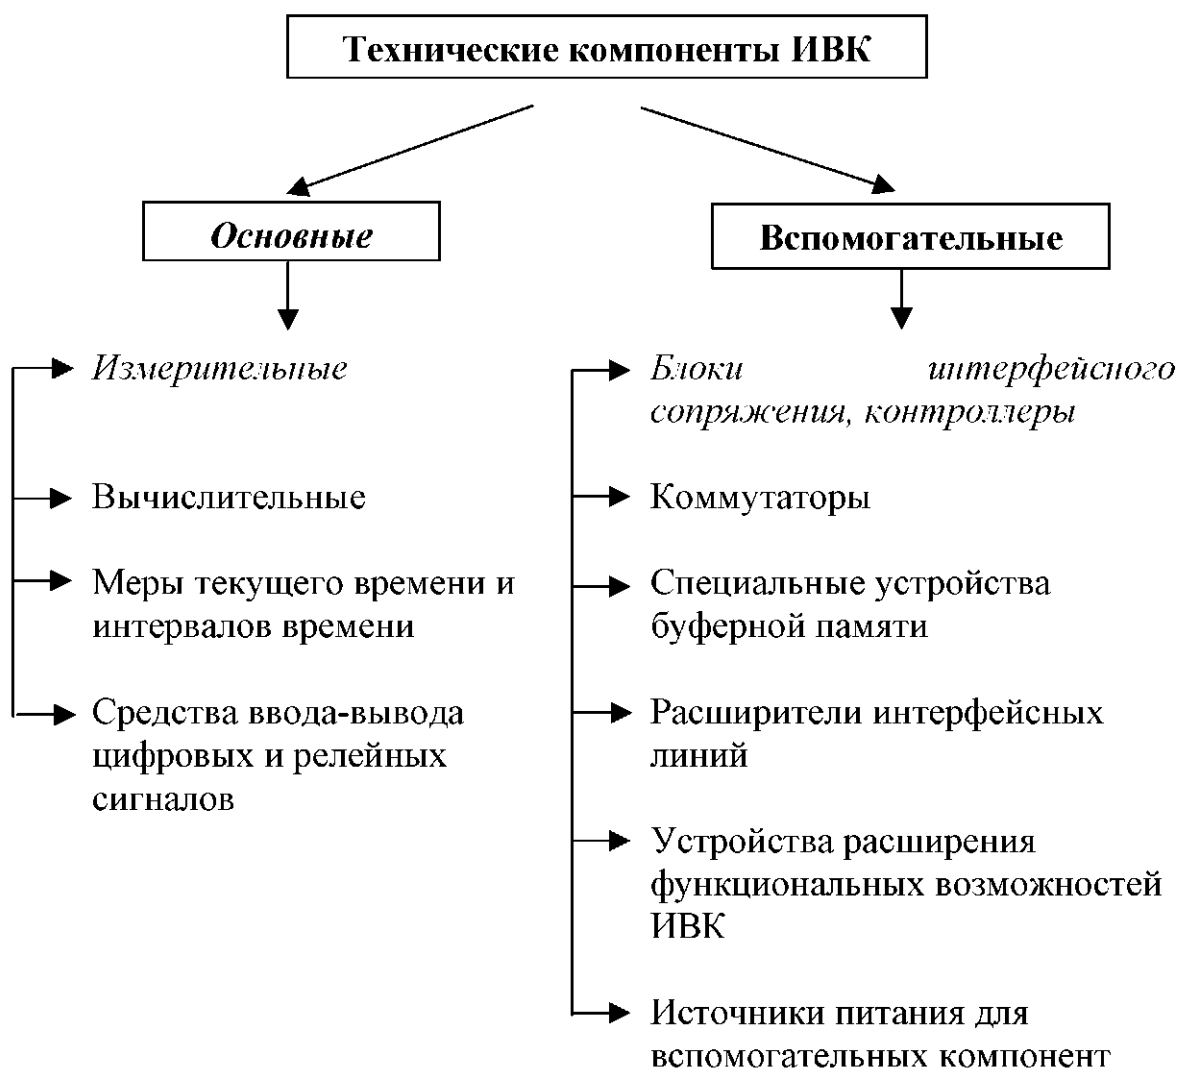 Технические компоненты ИВК
Основные
Вспомогательные
Измерительные
Вычислительные
Меры текущего времени и
интервалов времени
Средства ввода-вывода
цифровых и релейных
сигналов
Блоки интерфейсного
сопряжения, контроллеры
Коммутаторы
Специальные устройства
буферной памяти
Расширители интерфейсных
линий
Устройства расширения
функциональных возможностей
ИВК
Источники питания для
вспомогательных компонент